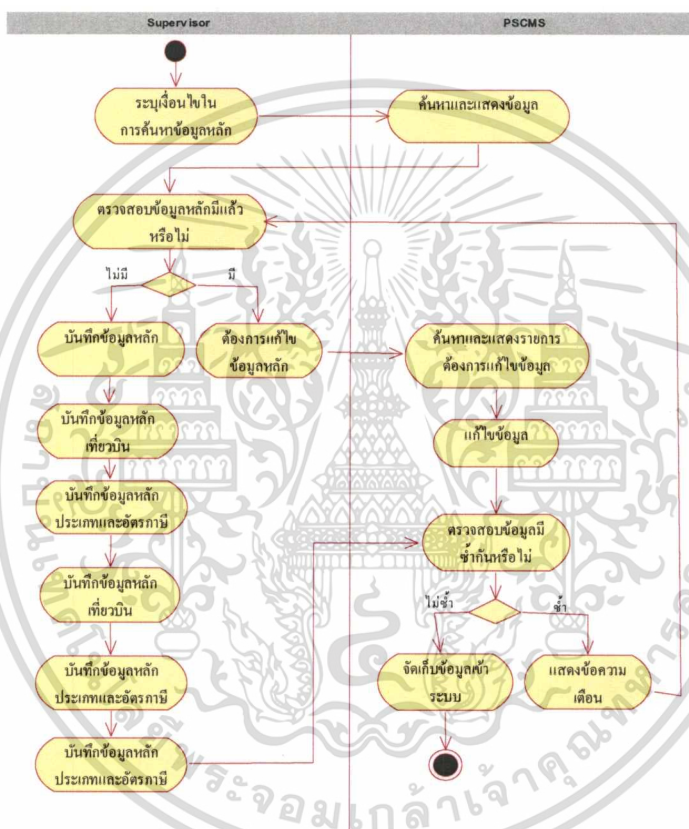 Supervisor
PSCMS
ระบุเงื่อนไขใน
การค้นหาข้อมูลหลัก
ค้นหาและแสดงข้อมูล
ตรวจสอบข้อมูลหลักมีแล้ว
หรือไม่
ไม่มี
มี
บันทึกข้อมูลหลัก
ต้องการแก้ไข
ข้อมูลหลัก
ค้นหาและแสดงรายการ
ต้องการแก้ไขข้อมูล
บันทึกข้อมูลหลัก
เที่ยวบิน
แก้ไขข้อมูล
บันทึกข้อมูลหลัก
ประเภทและอัตรภาษี
ตรวจสอบข้อมูลมี
ซ้ำกันหรือไม่
บันทึกข้อมูลหลัก
เที่ยวบิน
ไม่ซ้ำ
ซ้ำ
บันทึกข้อมูลหลัก
ประเภทและอัตรภาษี
จัดเก็บข้อมูลเข้า
ระบบ
แสดงข้อความ
เตือน
บันทึกข้อมูลหลัก
ประเภทและอัตรภาษี